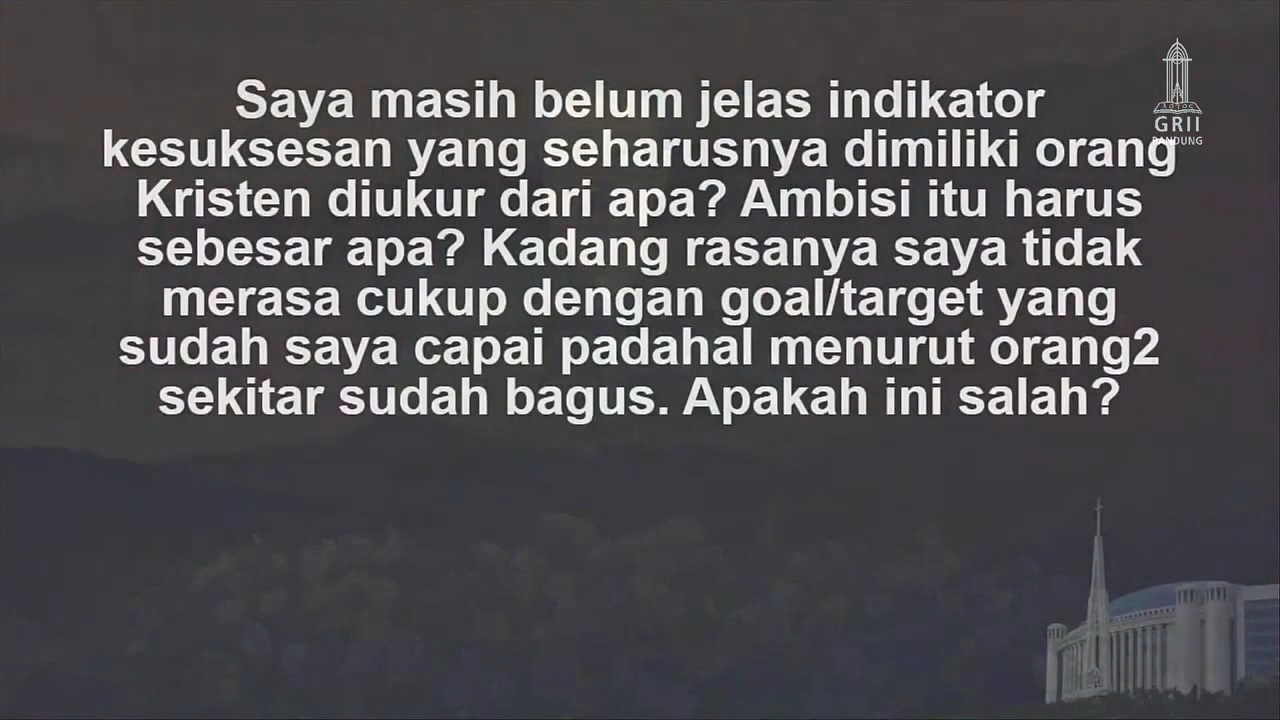 Saya masih belum jelas indikator
kesuksesan yang seharusnya dimiliki orang
Kristen diukur dari apa? Ambisi itu harus
sebesar apa? Kadang rasanya saya tidak
merasa cukup dengan goal/target yang
sudah saya capai padahal menurut orang2
sekitar sudah bagus. Apakah ini salah?
GRII
BANDUNG